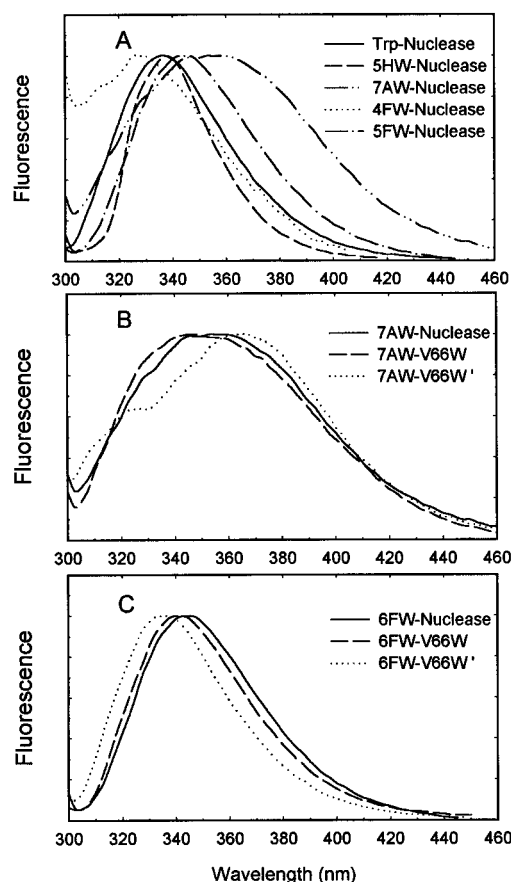 A
Trp-Nuclease
5HW-Nuclease
7AW-Nuclease
4FW-Nuclease
5FW-Nuclease
Fluorescence
300 320 340 360 380 400 420 440 460
B
7AW-Nuclease
7AW-V66W
7AW-V66W'
Fluorescence
300 320 340 360 380 400 420 440 460
C
6FW-Nuclease
6FW-V66W
6FW-V66W'
Fluorescence
300 320 340 360 380 400 420 440 460
Wavelength (nm)